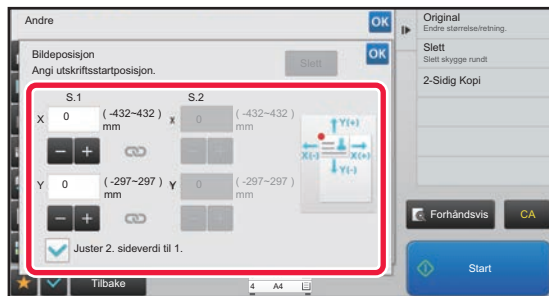 Andre
OK
Bildeposisjon
Angi utskriftsstartposisjon.
Slett
OK
S.1
S.2
X
0
( -432~432 )
mm
x
0
( -432~432 )
mm
Y(+)
X(-)
X(+)
Y(-)
Y
0
( -297~297 )
mm
Y
0
( -297~297 )
mm
Juster 2. sideverdi til 1.
Tilbake
4 A4
Original
Endre størrelse/retning.
Slett
Slett skygge rundt
2-Sidig Kopi
Forhåndsvis
CA
Start